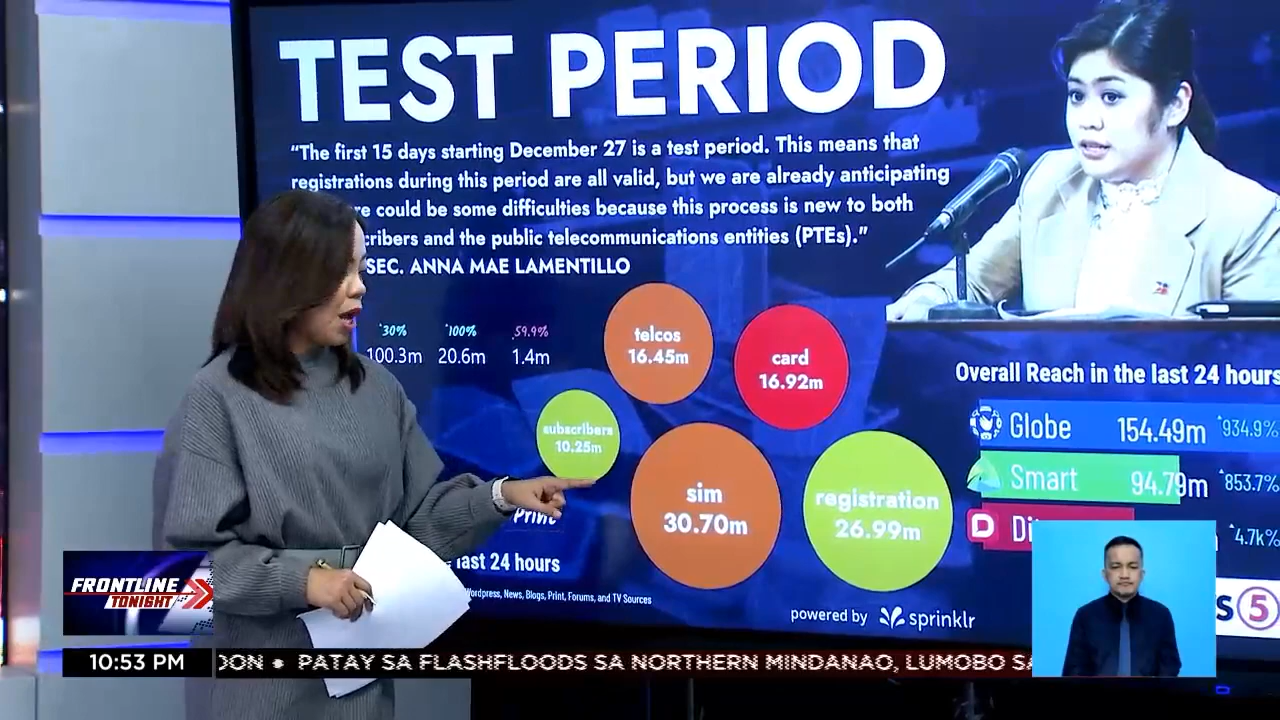 TEST PERIOD
“The first 15 days starting December 27 is a test period. This means that
registrations during this period are all valid, but we are already anticipating
re could be some difficulties because this process is new to both
cribers and the public telecommunications entities (PTEs).”
SEC. ANNA MAE LAMENTILLO
30% 100% 59.9%
100.3m 20.6m 1.4m
telcos
16.45m
card
16.92m
subscribers
10.25m
sim
30.70m
registration
26.99m
Print
last 24 hours
Wordpress, News, Blogs, Print, Forums, and TV Sources
powered by sprinklr
Overall Reach in the last 24 hours
Globe 154.49m 934.9%
Smart 94.79m 853.7%
D Di 4.7k%
S 5
FRONTLINE
TONIGHT
10:53 PM
DON • PATAY SA FLASHFLOODS SA NORTHERN MINDANAO, LUMOBO SA